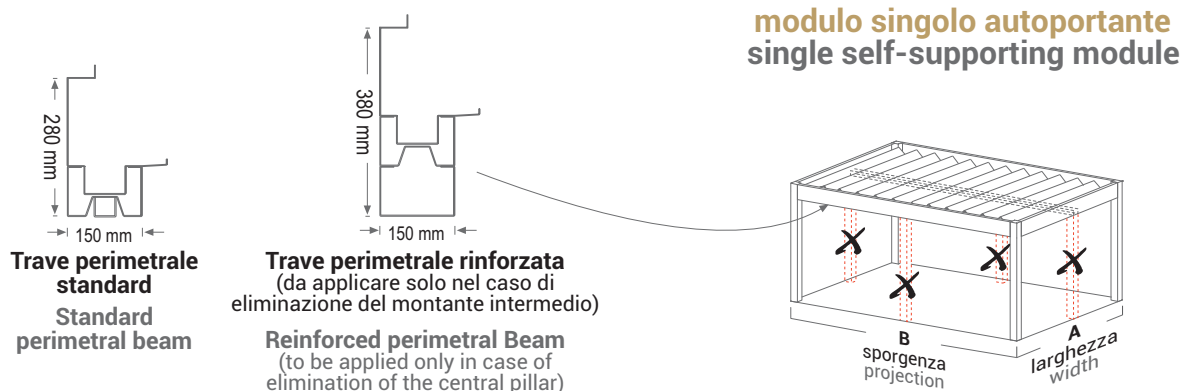 modulo singolo autoportante
single self-supporting module
280 mm
150 mm
Trave perimetrale
standard
Standard
perimetral beam
380 mm
150 mm
Trave perimetrale rinforzata
(da applicare solo nel caso di
eliminazione del montante intermedio)
Reinforced perimetral Beam
(to be applied only in case of
elimination of the central pillar)
B
sporgenza
projection
A
larghezza
width